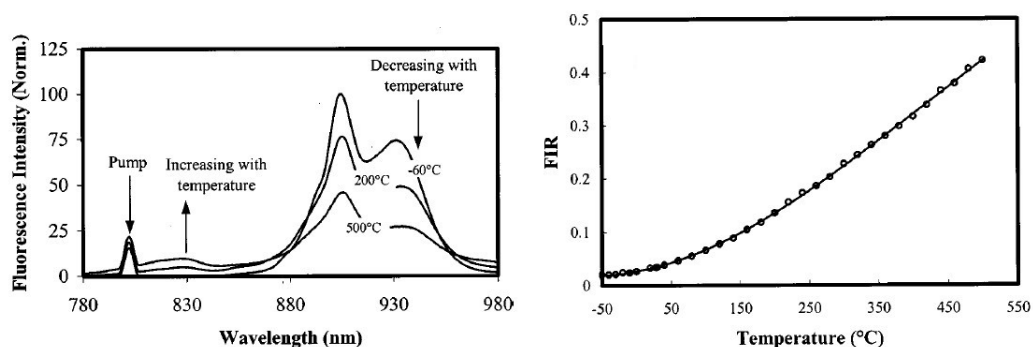 Fluorescence Intensity (Norm.)
125
100
75
50
25
0
Pump
Increasing with
temperature
Decreasing with
temperature
-60°C
200°C
500°C
780
830
880
930
980
Wavelength (nm)
FIR
0.5
0.4
0.3
0.2
0.1
0
-50
50
150
250
350
450
550
Temperature (°C)